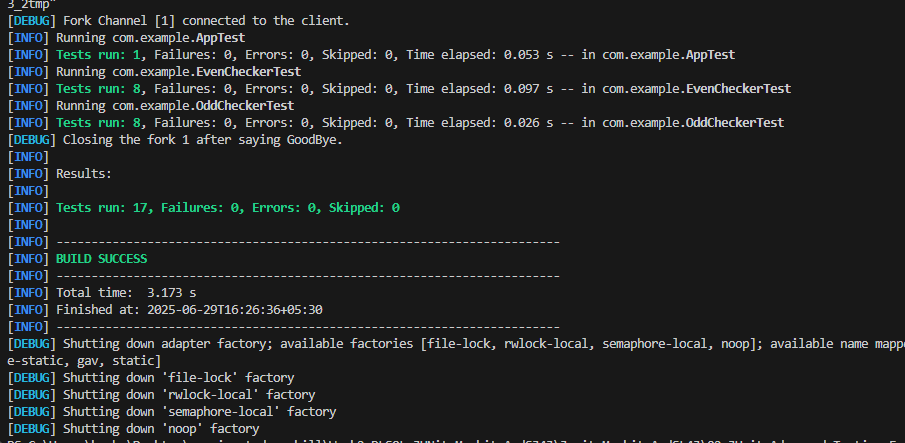 3_2tmp"
[DEBUG] Fork Channel [1] connected to the client.
[INFO] Running com.example.AppTest
[INFO] Tests run: 1, Failures: 0, Errors: 0, Skipped: 0, Time elapsed: 0.053 s -- in com.example.AppTest
[INFO] Running com.example.EvenCheckerTest
[INFO] Tests run: 8, Failures: 0, Errors: 0, Skipped: 0, Time elapsed: 0.097 s -- in com.example.EvenCheckerTest
[INFO] Running com.example.OddCheckerTest
[INFO] Tests run: 8, Failures: 0, Errors: 0, Skipped: 0, Time elapsed: 0.026 s -- in com.example.OddCheckerTest
[DEBUG] Closing the fork 1 after saying GoodBye.
[INFO]
[INFO] Results:
[INFO]
[INFO] Tests run: 17, Failures: 0, Errors: 0, Skipped: 0
[INFO]
[INFO] ------------------------------------------------------------------------
[INFO] BUILD SUCCESS
[INFO] ------------------------------------------------------------------------
[INFO] Total time:  3.173 s
[INFO] Finished at: 2025-06-29T16:26:36+05:30
[INFO] ------------------------------------------------------------------------
[DEBUG] Shutting down adapter factory; available factories [file-lock, rwlock-local, semaphore-local, noop]; available name mappe
e-static, gav, static]
[DEBUG] Shutting down 'file-lock' factory
[DEBUG] Shutting down 'rwlock-local' factory
[DEBUG] Shutting down 'semaphore-local' factory
[DEBUG] Shutting down 'noop' factory